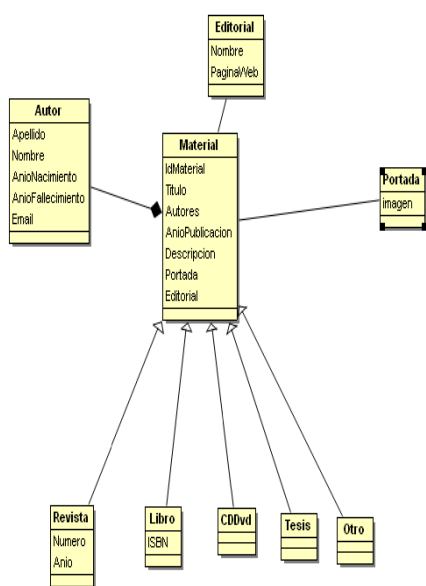 Editorial
Nombre
PaginaWeb
Autor
Apellido
Nombre
AnioNacimiento
AnioFallecimiento
Email
Material
IdMaterial
Titulo
Autores
AnioPublicacion
Descripcion
Portada
Editorial
Portada
imagen
Revista
Numero
Anio
Libro
ISBN
CDDvd
Tesis
Otro